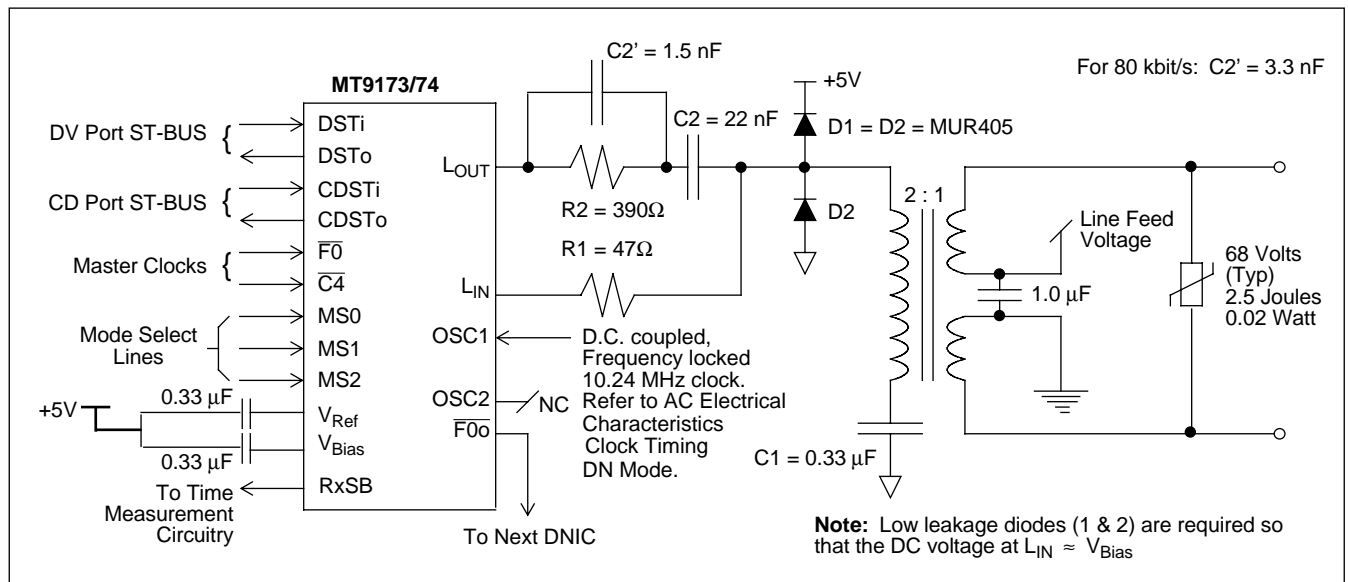 C2' = 1.5 nF
For 80 kbit/s: C2' = 3.3 nF
MT9173/74
+5V
DV Port ST-BUS {
DSTi
DSTo
C2 = 22 nF
D1 = D2 = MUR405
LOUT
CD Port ST-BUS {
CDSTi
CDSTo
R2 = 390Ω
D2
2 : 1
Line Feed
Voltage
Master Clocks {
F0
C4
R1 = 47Ω
LIN
68 Volts
(Typ)
2.5 Joules
0.02 Watt
1.0 µF
Mode Select
Lines
MS0
MS1
MS2
OSC1
D.C. coupled,
Frequency locked
10.24 MHz clock.
Refer to AC Electrical
Characteristics
Clock Timing
DN Mode.
OSC2
NC
F0o
+5V
0.33 µF
VRef
VBias
0.33 µF
RxSB
To Time
Measurement
Circuitry
To Next DNIC
C1 = 0.33 µF
Note: Low leakage diodes (1 & 2) are required so
that the DC voltage at LIN ≈ VBias